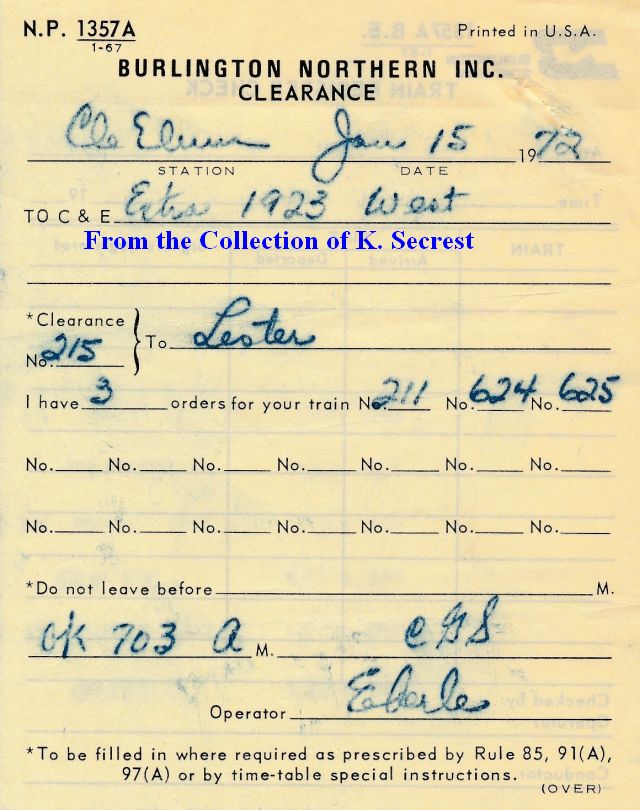 N.P. 1357A Printed in U.S.A.
1-67
BURLINGTON NORTHERN INC.
CLEARANCE
Cle Elum Jan 15 1972
STATION DATE
TO C & E Extra 1923 West
From the Collection of K. Secrest
*Clearance
No. 215 } To Lester
I have 3 orders for your train No. 211 No. 624 No. 625
No. No. No. No. No. No. No.
No. No. No. No. No. No. No.
*Do not leave before M.
OK 703 A M. CGS
Operator Eberle
*To be filled in where required as prescribed by Rule 85, 91(A),
97(A) or by time-table special instructions.
(OVER)